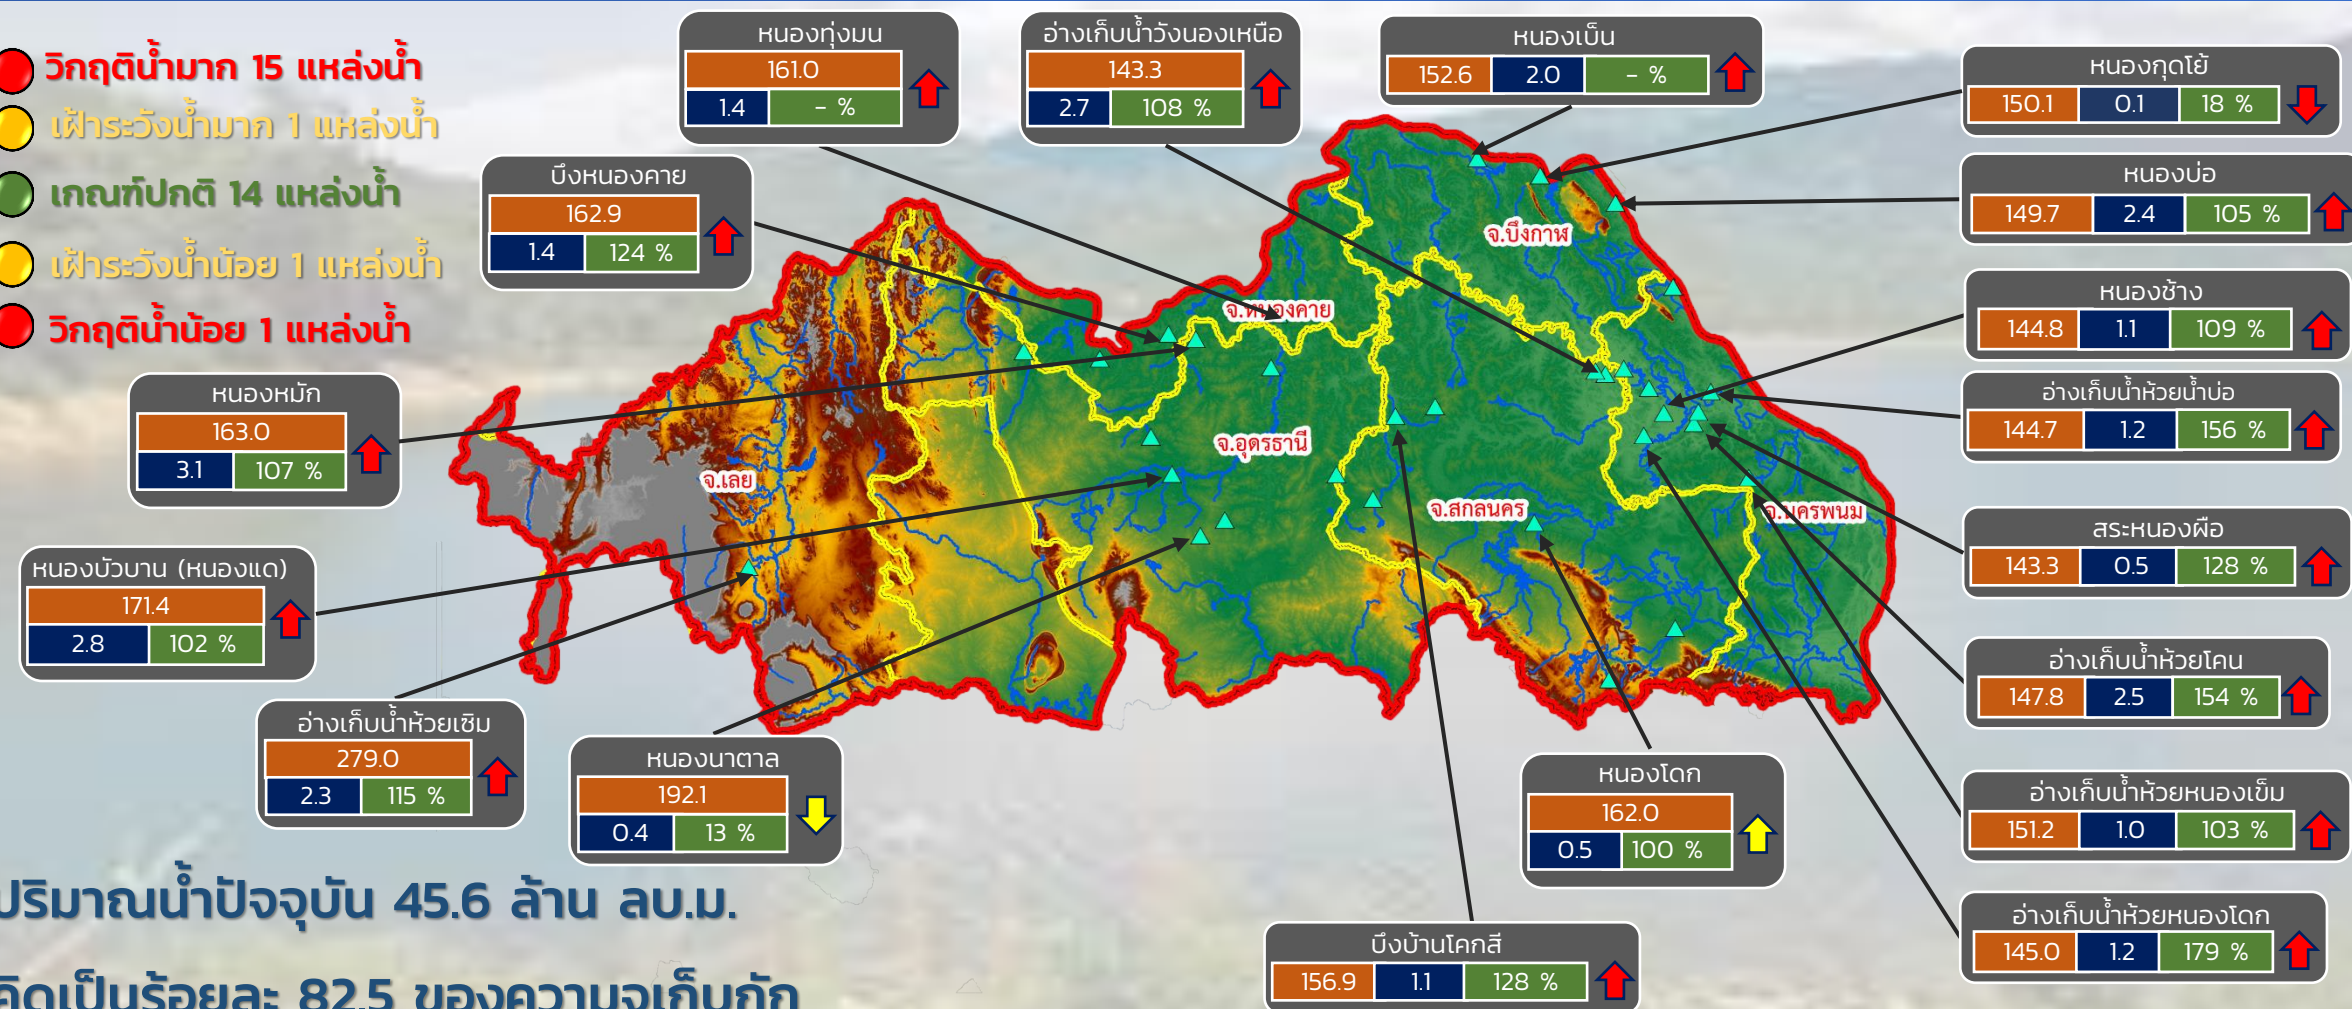 วิกฤติน้ำมาก 15 แหล่งน้ำ
เฝ้าระวังน้ำมาก 1 แหล่งน้ำ
เกณฑ์ปกติ 14 แหล่งน้ำ
เฝ้าระวังน้ำน้อย 1 แหล่งน้ำ
วิกฤติน้ำน้อย 1 แหล่งน้ำ
หนองทุ่งมน
161.0
1.4 - %
อ่างเก็บน้ำวังนองเหนือ
143.3
2.7 108 %
หนองเบ็น
152.6 2.0 - %
หนองกุดโย้
150.1 0.1 18 %
หนองบ่อ
149.7 2.4 105 %
บึงหนองคาย
162.9
1.4 124 %
หนองช้าง
144.8 1.1 109 %
หนองหมัก
163.0
3.1 107 %
อ่างเก็บน้ำห้วยน้ำบ่อ
144.7 1.2 156 %
สระหนองผือ
143.3 0.5 128 %
หนองบัวบาน (หนองแด)
171.4
2.8 102 %
อ่างเก็บน้ำห้วยโคน
147.8 2.5 154 %
อ่างเก็บน้ำห้วยเซิม
279.0
2.3 115 %
หนองนาตาล
192.1
0.4 13 %
หนองโดก
162.0
0.5 100 %
อ่างเก็บน้ำห้วยหนองเข็ม
151.2 1.0 103 %
อ่างเก็บน้ำห้วยหนองโดก
145.0 1.2 179 %
บึงบ้านโคกสี
156.9 1.1 128 %
จ.บึงกาฬ
จ.หนองคาย
จ.อุดรธานี
จ.เลย
จ.สกลนคร
จ.นครพนม
ปริมาณน้ำปัจจุบัน 45.6 ล้าน ลบ.ม.
คิดเป็นร้อยละ 82.5 ของความจุเก็บกัก